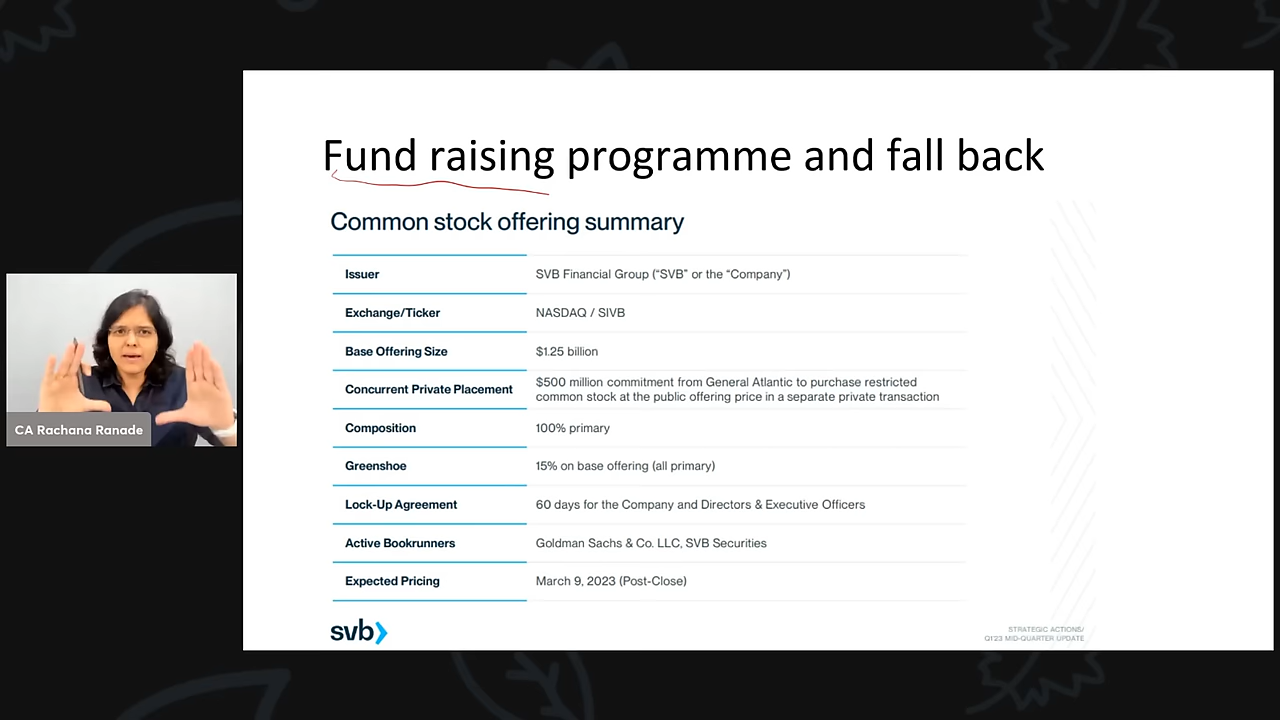 Fund raising programme and fall back
Common stock offering summary
Issuer SVB Financial Group (“SVB” or the “Company”)
Exchange/Ticker NASDAQ / SIVB
Base Offering Size $1.25 billion
Concurrent Private Placement $500 million commitment from General Atlantic to purchase restricted
common stock at the public offering price in a separate private transaction
Composition 100% primary
Greenshoe 15% on base offering (all primary)
Lock-Up Agreement 60 days for the Company and Directors & Executive Officers
Active Bookrunners Goldman Sachs & Co. LLC, SVB Securities
Expected Pricing March 9, 2023 (Post-Close)
svb
STRATEGIC ACTIONS/
Q1'23 MID-QUARTER UPDATE
CA Rachana Ranade